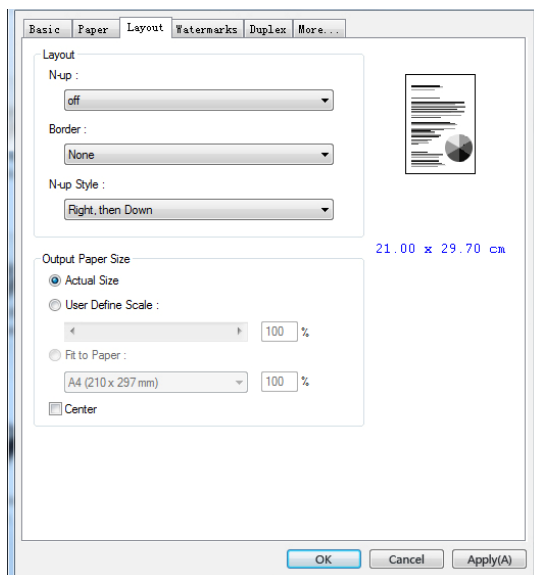 Basic Paper Layout Watermarks Duplex More...
Layout
N-up :
off
Border :
None
N-up Style :
Right, then Down
21.00 x 29.70 cm
Output Paper Size
Actual Size
User Define Scale :
100 %
Fit to Paper :
A4 (210 x 297 mm) 100 %
Center
OK Cancel Apply(A)